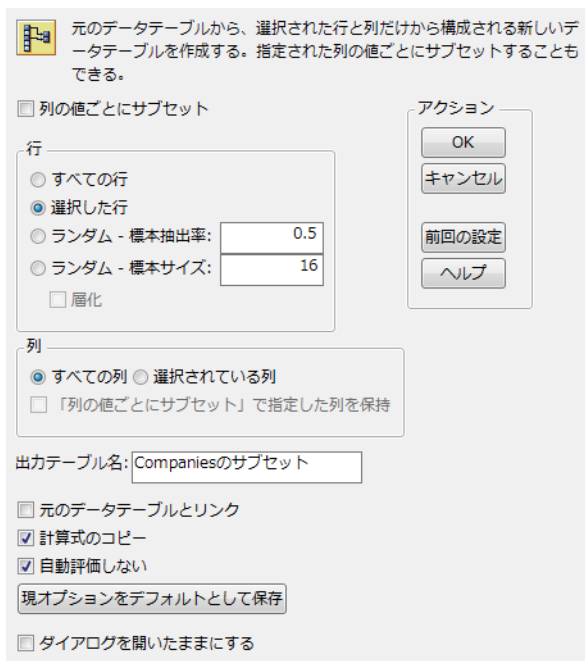 元のデータテーブルから、選択された行と列だけから構成される新しいデ
ータテーブルを作成する。指定された列の値ごとにサブセットすることも
できる。
列の値ごとにサブセット
行
すべての行
選択した行
ランダム - 標本抽出率: 0.5
ランダム - 標本サイズ: 16
層化
アクション
OK
キャンセル
前回の設定
ヘルプ
列
すべての列 選択されている列
「列の値ごとにサブセット」で指定した列を保持
出力テーブル名: Companiesのサブセット
元のデータテーブルとリンク
計算式のコピー
自動評価しない
現オプションをデフォルトとして保存
ダイアログを開いたままにする